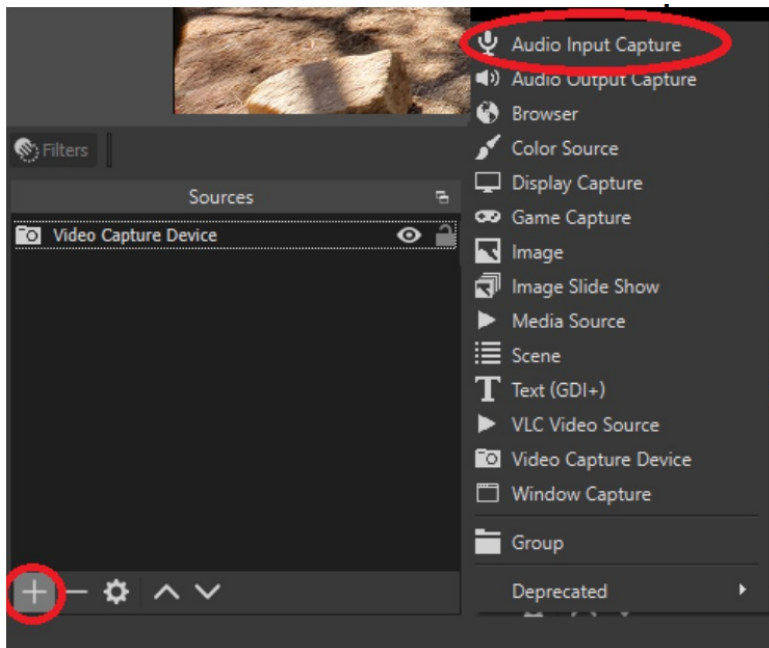 Filters
Sources
Video Capture Device
Audio Input Capture
Audio Output Capture
Browser
Color Source
Display Capture
Game Capture
Image
Image Slide Show
Media Source
Scene
Text (GDI+)
VLC Video Source
Video Capture Device
Window Capture
Group
Deprecated